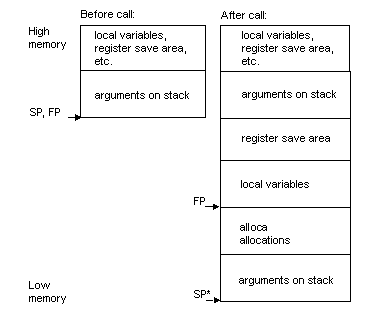 Before call:
After call:
High
memory
local variables,
register save area,
etc.
local variables,
register save area,
etc.
arguments on stack
arguments on stack
SP, FP
register save area
local variables
FP
alloca
allocations
arguments on stack
Low
memory
SP*